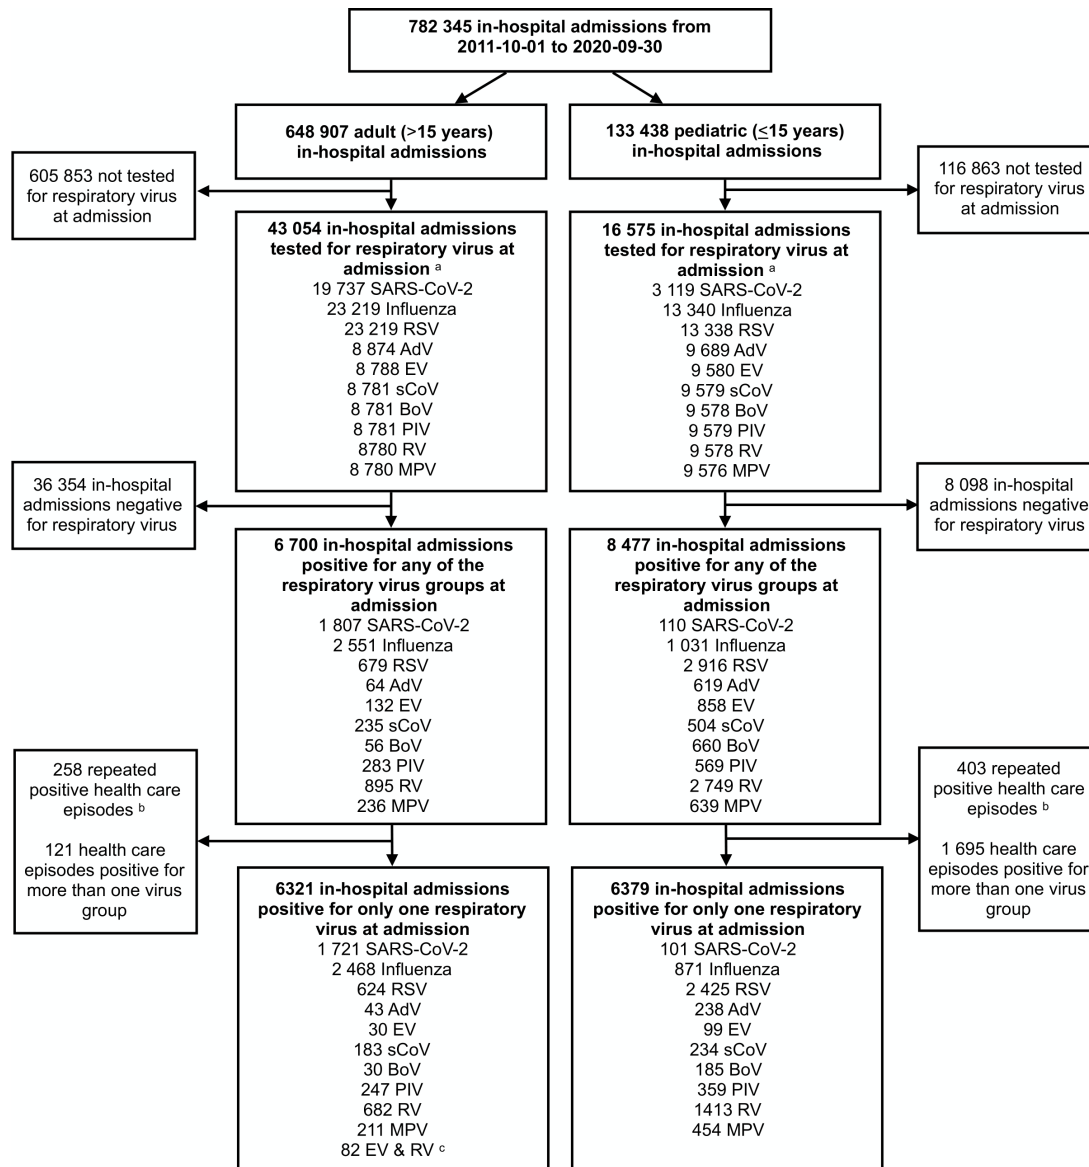 782 345 in-hospital admissions from
2011-10-01 to 2020-09-30
648 907 adult (>15 years)
in-hospital admissions
133 438 pediatric (≤15 years)
in-hospital admissions
605 853 not tested
for respiratory virus
at admission
116 863 not tested
for respiratory virus
at admission
43 054 in-hospital admissions
tested for respiratory virus at
admission a
19 737 SARS-CoV-2
23 219 Influenza
23 219 RSV
8 874 AdV
8 788 EV
8 781 sCoV
8 781 BoV
8 781 PIV
8780 RV
8 780 MPV
16 575 in-hospital admissions
tested for respiratory virus at
admission a
3 119 SARS-CoV-2
13 340 Influenza
13 338 RSV
9 689 AdV
9 580 EV
9 579 sCoV
9 578 BoV
9 579 PIV
9 578 RV
9 576 MPV
36 354 in-hospital
admissions negative
for respiratory virus
8 098 in-hospital
admissions negative
for respiratory virus
6 700 in-hospital admissions
positive for any of the
respiratory virus groups at
admission
1 807 SARS-CoV-2
2 551 Influenza
679 RSV
64 AdV
132 EV
235 sCoV
56 BoV
283 PIV
895 RV
236 MPV
8 477 in-hospital admissions
positive for any of the
respiratory virus groups at
admission
110 SARS-CoV-2
1 031 Influenza
2 916 RSV
619 AdV
858 EV
504 sCoV
660 BoV
569 PIV
2 749 RV
639 MPV
258 repeated
positive health care
episodes b
121 health care
episodes positive for
more than one virus
group
403 repeated
positive health care
episodes b
1 695 health care
episodes positive for
more than one virus
group
6321 in-hospital admissions
positive for only one respiratory
virus at admission
1 721 SARS-CoV-2
2 468 Influenza
624 RSV
43 AdV
30 EV
183 sCoV
30 BoV
247 PIV
682 RV
211 MPV
82 EV & RV c
6379 in-hospital admissions
positive for only one respiratory
virus at admission
101 SARS-CoV-2
871 Influenza
2 425 RSV
238 AdV
99 EV
234 sCoV
185 BoV
359 PIV
1413 RV
454 MPV